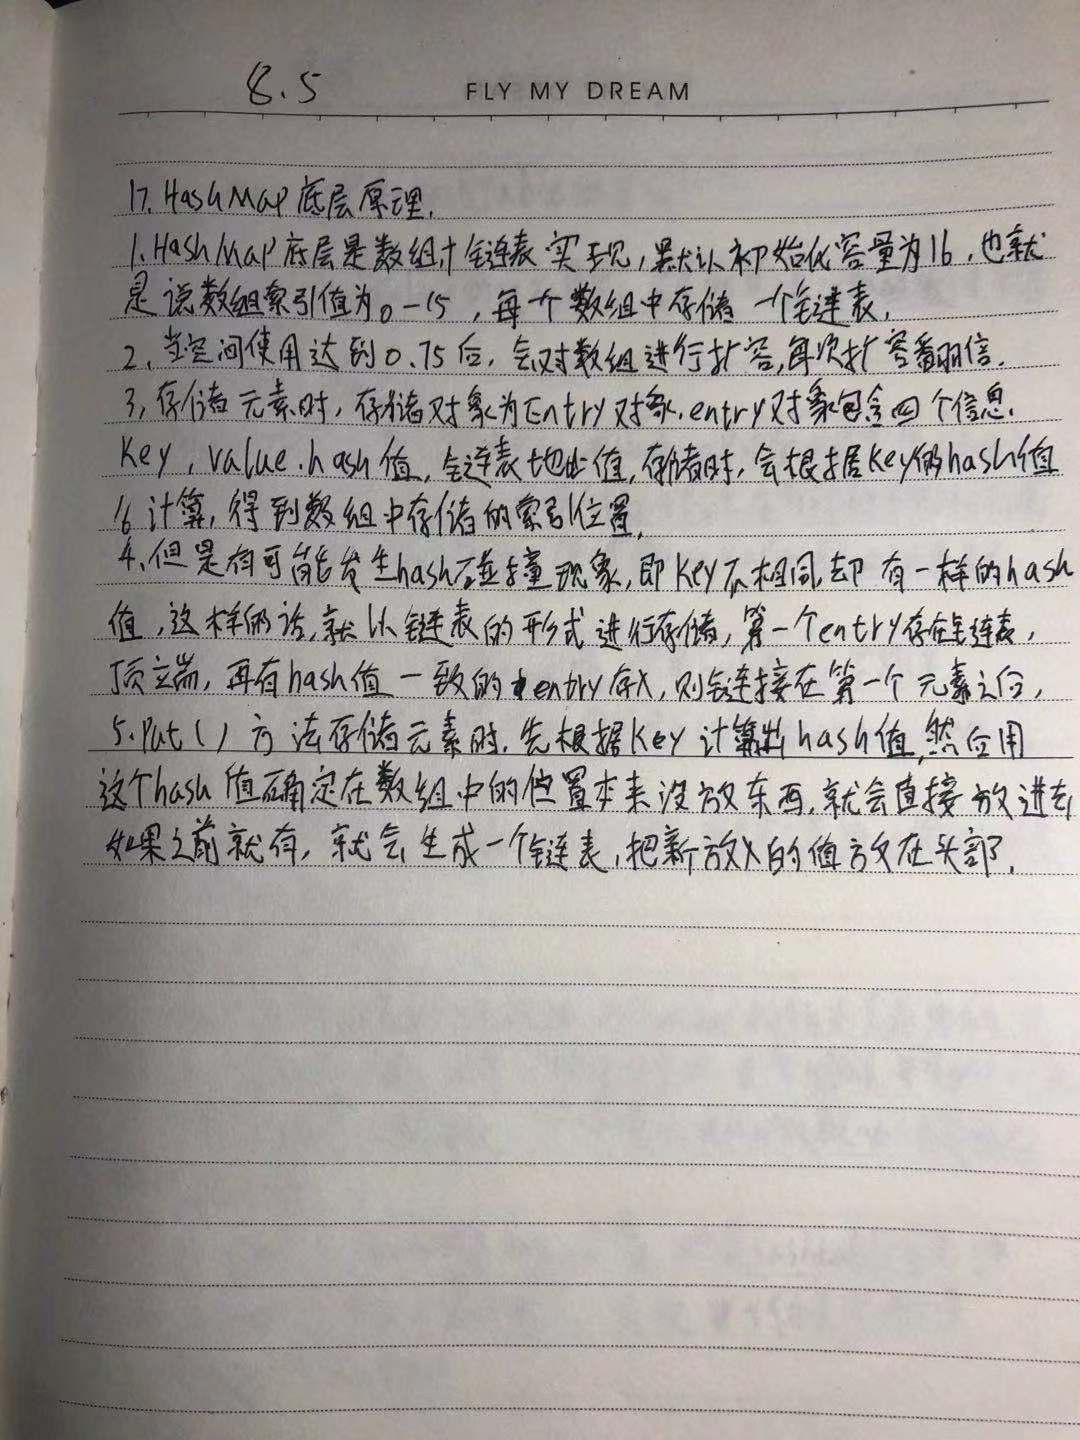 8.5 FLY MY DREAM
17. HashMap底层原理.
1. HashMap底层是数组+链表实现,默认初始化容量为16,也就
是说数组索引值为0-15,每个数组中存储一个链表.
2、当空间使用达到0.75后,会对数组进行扩容,每次扩容翻倍.
3,存储元素时,存储对象为Entry对象.entry对象包含四个信息.
Key,value.hash值,链表地址值,存储时,会根据Key的hash值
16计算,得到数组中存储的索引位置,
4.但是有可能发生hash碰撞现象,即Key不相同,却有一样的hash
值,这样的话,就以链表的形式进行存储,第一个entry存在链表,
顶端,再有hash值一致的entry存入,则链接在第一个元素之后,
5.Put()方法存储元素时.先根据Key计算出hash值,然后用
这个hash值确定在数组中的位置本来没放东西,就会直接放进去
如果之前就有,就会生成一个链表,把新放入的值放在头部,